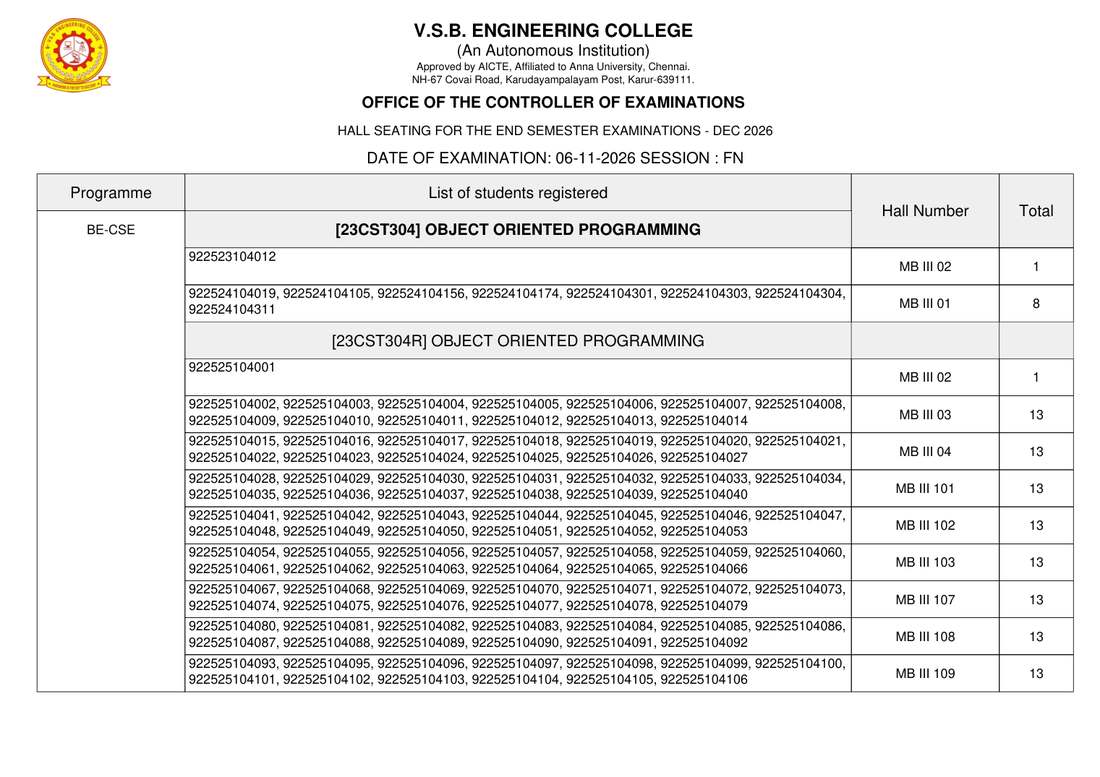 V.S.B. ENGINEERING COLLEGE
(An Autonomous Institution)
Approved by AICTE, Affiliated to Anna University, Chennai.
NH-67 Covai Road, Karudayampalayam Post, Karur-639111.
OFFICE OF THE CONTROLLER OF EXAMINATIONS
HALL SEATING FOR THE END SEMESTER EXAMINATIONS - DEC 2026
DATE OF EXAMINATION: 06-11-2026 SESSION : FN
Programme List of students registered Hall Number Total
BE-CSE [23CST304] OBJECT ORIENTED PROGRAMMING
922523104012 MB III 02 1
922524104019, 922524104105, 922524104156, 922524104174, 922524104301, 922524104303, 922524104304,
922524104311 MB III 01 8
[23CST304R] OBJECT ORIENTED PROGRAMMING
922525104001 MB III 02 1
922525104002, 922525104003, 922525104004, 922525104005, 922525104006, 922525104007, 922525104008,
922525104009, 922525104010, 922525104011, 922525104012, 922525104013, 922525104014 MB III 03 13
922525104015, 922525104016, 922525104017, 922525104018, 922525104019, 922525104020, 922525104021,
922525104022, 922525104023, 922525104024, 922525104025, 922525104026, 922525104027 MB III 04 13
922525104028, 922525104029, 922525104030, 922525104031, 922525104032, 922525104033, 922525104034,
922525104035, 922525104036, 922525104037, 922525104038, 922525104039, 922525104040 MB III 101 13
922525104041, 922525104042, 922525104043, 922525104044, 922525104045, 922525104046, 922525104047,
922525104048, 922525104049, 922525104050, 922525104051, 922525104052, 922525104053 MB III 102 13
922525104054, 922525104055, 922525104056, 922525104057, 922525104058, 922525104059, 922525104060,
922525104061, 922525104062, 922525104063, 922525104064, 922525104065, 922525104066 MB III 103 13
922525104067, 922525104068, 922525104069, 922525104070, 922525104071, 922525104072, 922525104073,
922525104074, 922525104075, 922525104076, 922525104077, 922525104078, 922525104079 MB III 107 13
922525104080, 922525104081, 922525104082, 922525104083, 922525104084, 922525104085, 922525104086,
922525104087, 922525104088, 922525104089, 922525104090, 922525104091, 922525104092 MB III 108 13
922525104093, 922525104095, 922525104096, 922525104097, 922525104098, 922525104099, 922525104100,
922525104101, 922525104102, 922525104103, 922525104104, 922525104105, 922525104106 MB III 109 13